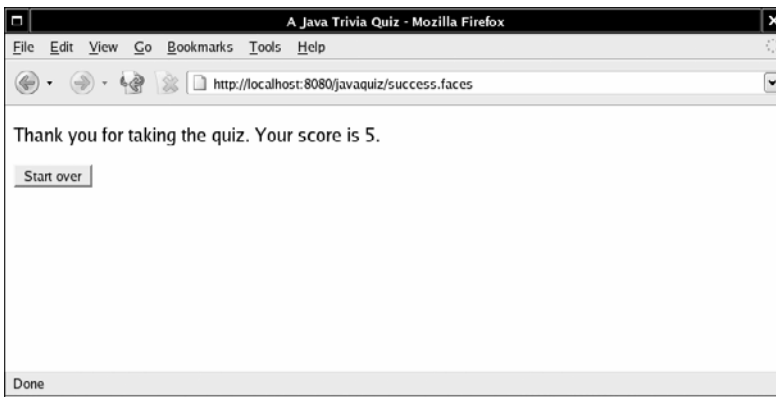 A Java Trivia Quiz - Mozilla Firefox
File Edit View Go Bookmarks Tools Help
http://localhost:8080/javaquiz/success.faces
Thank you for taking the quiz. Your score is 5.
Start over
Done